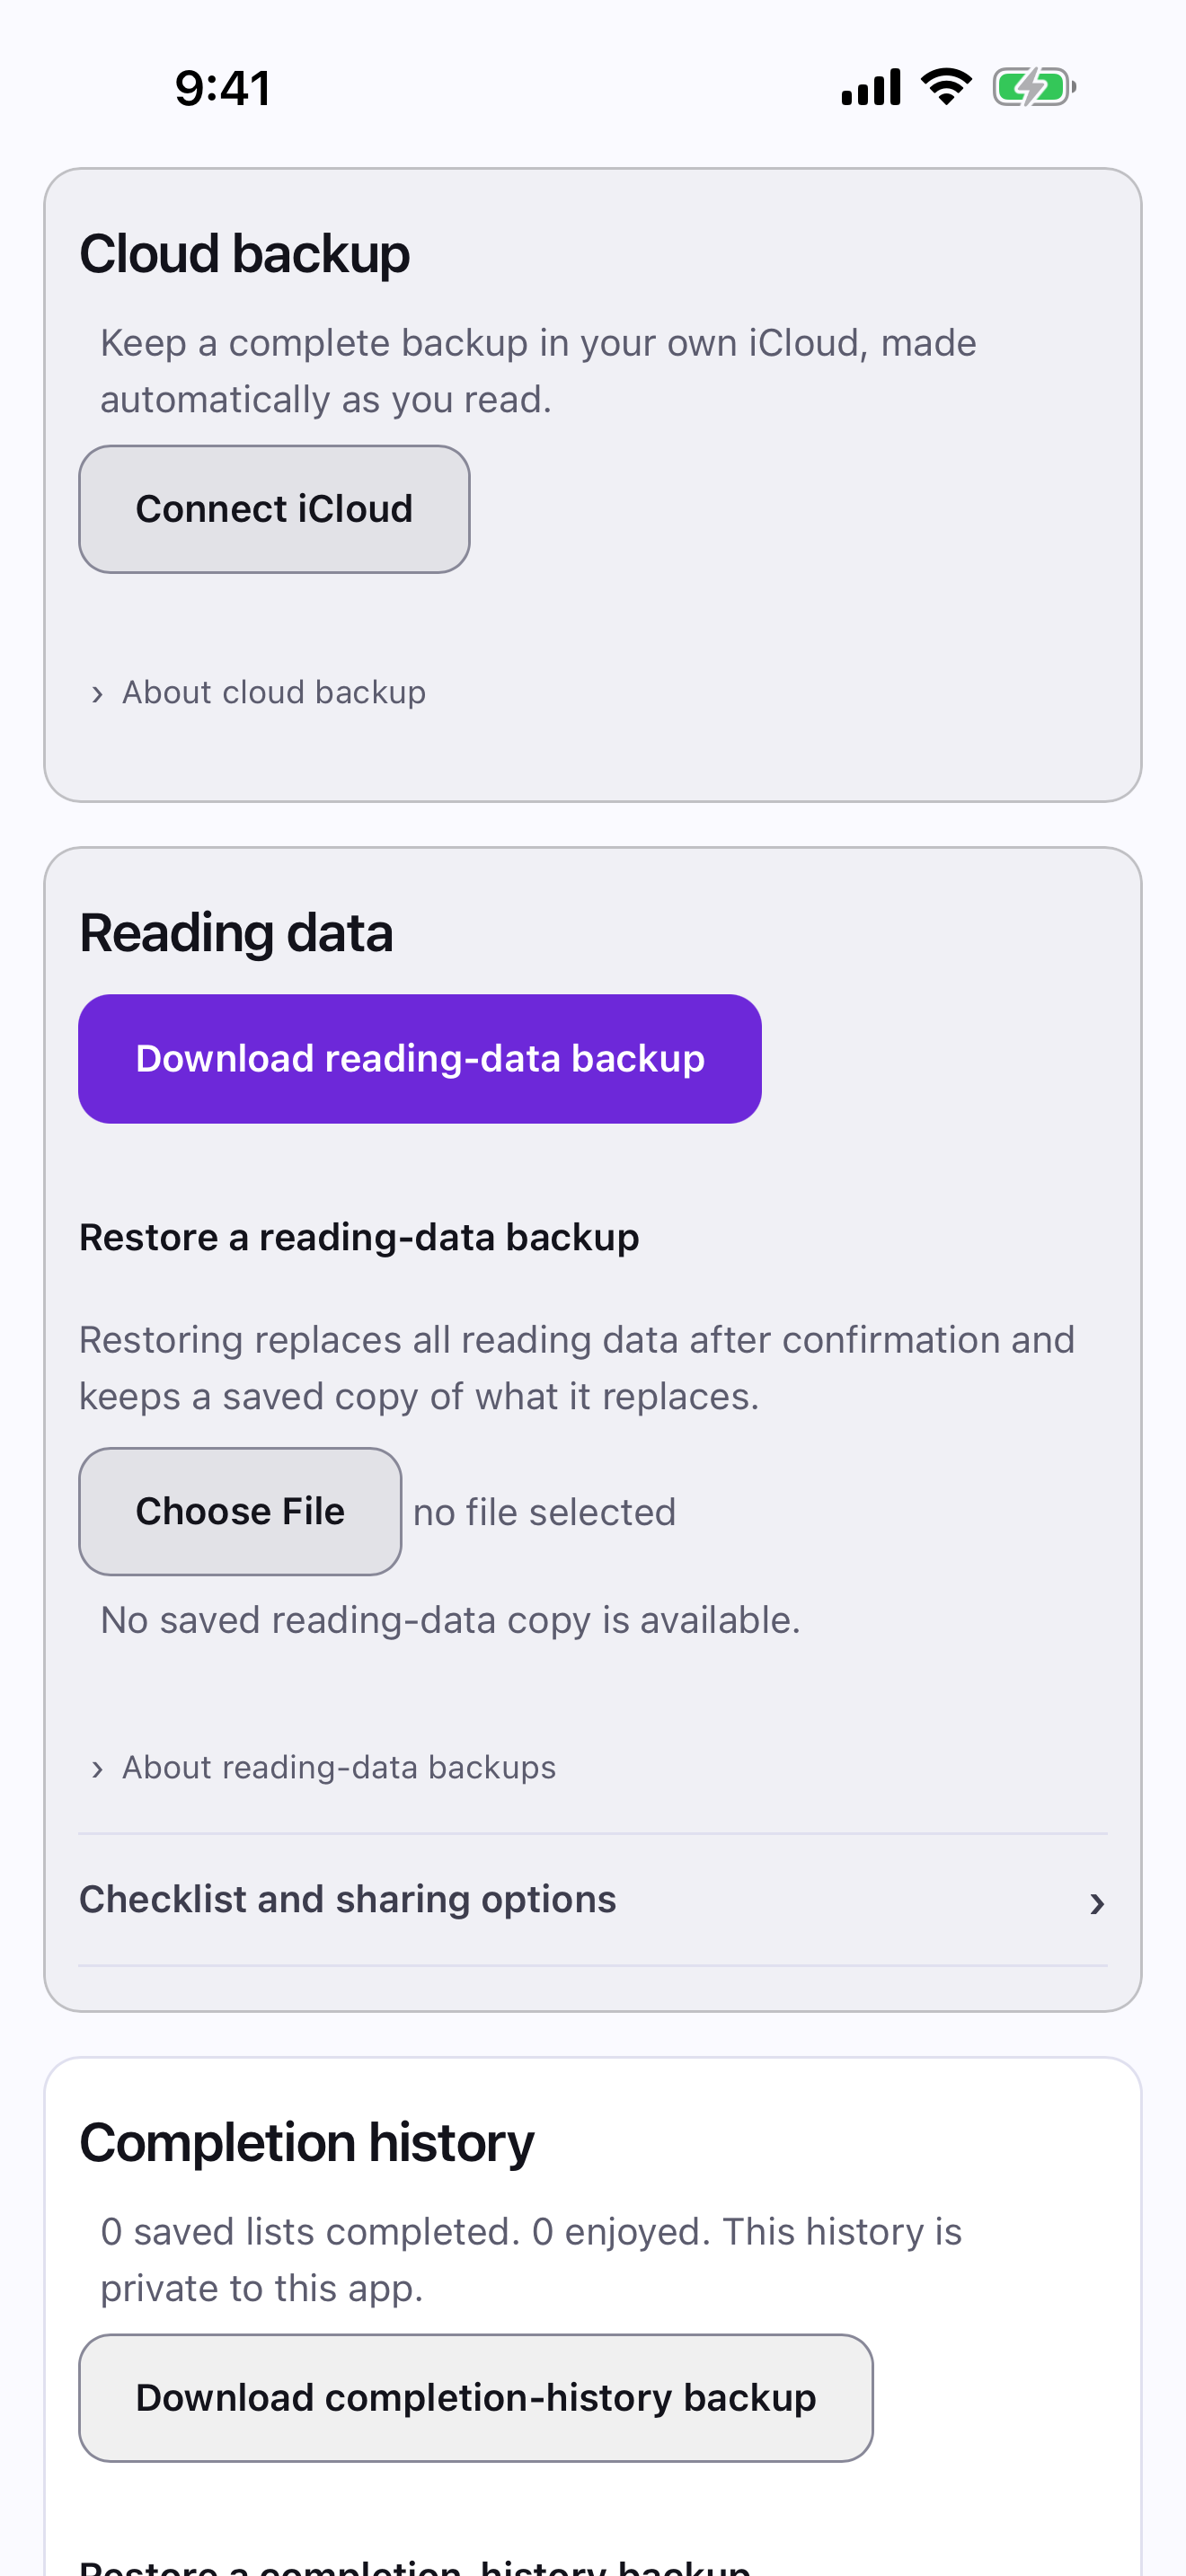 9:41
Cloud backup
Keep a complete backup in your own iCloud, made
automatically as you read.
Connect iCloud
› About cloud backup
Reading data
Download reading-data backup
Restore a reading-data backup
Restoring replaces all reading data after confirmation and
keeps a saved copy of what it replaces.
Choose File no file selected
No saved reading-data copy is available.
› About reading-data backups
Checklist and sharing options ›
Completion history
0 saved lists completed. 0 enjoyed. This history is
private to this app.
Download completion-history backup
Restore a completion-history backup